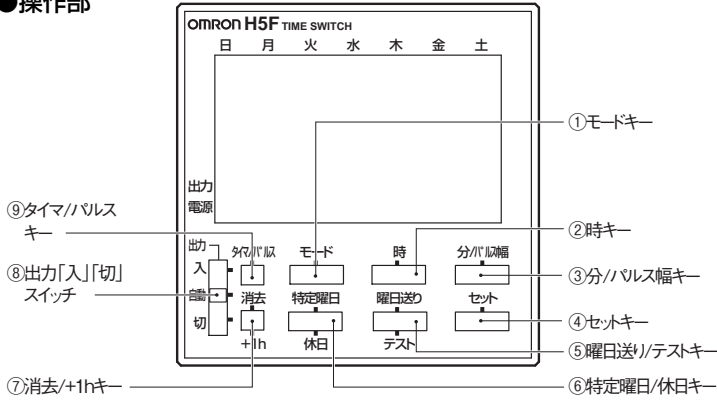 ●操作部
OMRON H5F TIME SWITCH
日 月 火 水 木 金 土
出力
電源
出力
入
自動
切
タイマ/パルス
モード
時
分/パルス幅
消去
特定曜日
曜日送り
セット
+1h
休日
テスト
①モードキー
②時キー
③分/パルス幅キー
④セットキー
⑤曜日送り/テストキー
⑥特定曜日/休日キー
⑦消去/+1hキー
⑧出力「入」「切」
スイッチ
⑨タイマ/パルス
キー